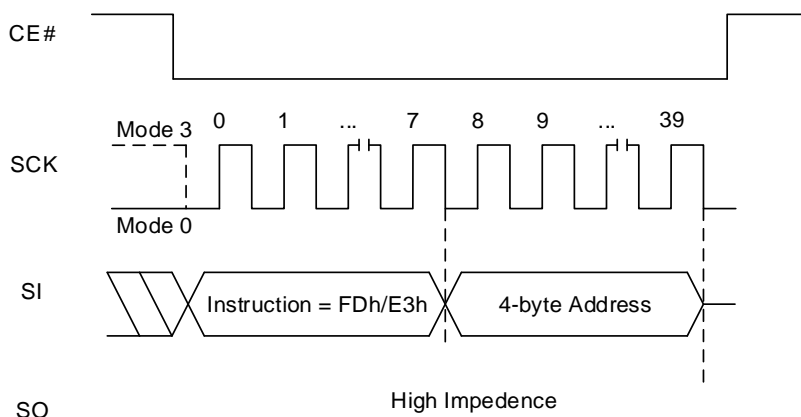 CE#
Mode 3 0 1 ... 7 8 9 ... 39
SCK
Mode 0
SI
Instruction = FDh/E3h 4-byte Address
High Impedence
SO